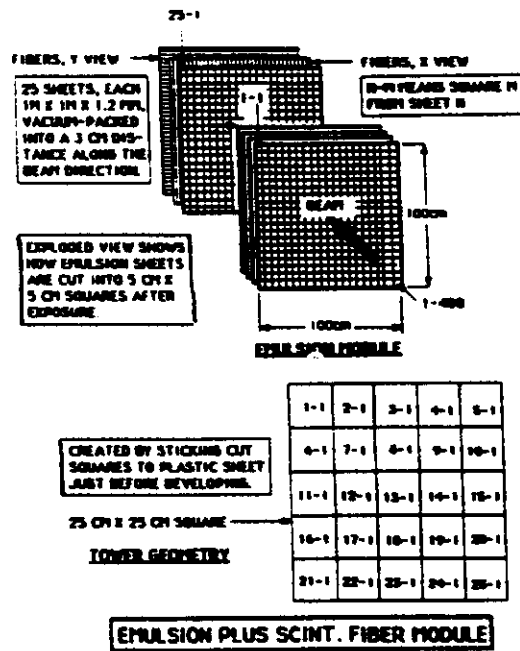 25-1
FIBERS, Y VIEW
FIBERS, X VIEW
25 SHEETS, EACH
1M X 1M X 1.2 MM,
VACUUM-PACKED
INTO A 3 CM DIS-
TANCE ALONG THE
BEAM DIRECTION.
N-M MEANS SQUARE M
FROM SHEET N
1-1
BEAM
100cm
EXPLODED VIEW SHOWS
HOW EMULSION SHEETS
ARE CUT INTO 5 CM X
5 CM SQUARES AFTER
EXPOSURE.
1-400
100cm
EMULSION MODULE
1-1 2-1 3-1 4-1 5-1
6-1 7-1 8-1 9-1 10-1
11-1 12-1 13-1 14-1 15-1
16-1 17-1 18-1 19-1 20-1
21-1 22-1 23-1 24-1 25-1
CREATED BY STICKING CUT
SQUARES TO PLASTIC SHEET
JUST BEFORE DEVELOPING.
25 CM X 25 CM SQUARE
TOWER GEOMETRY
EMULSION PLUS SCINT. FIBER MODULE